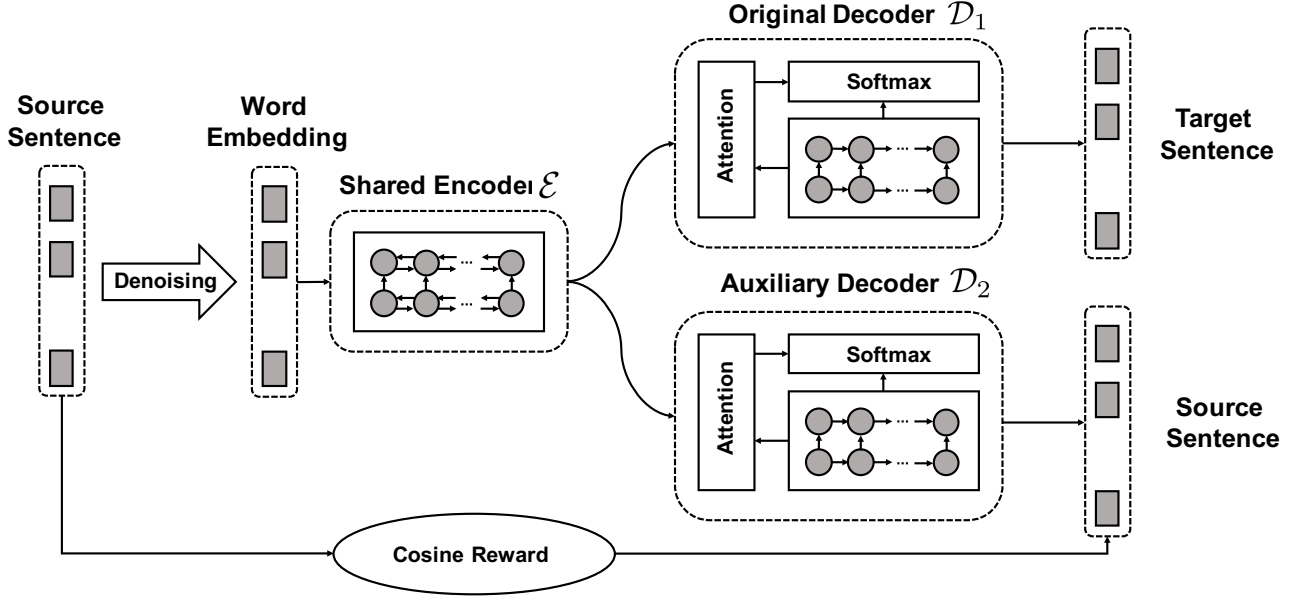 Source
Sentence
Denoising
Word
Embedding
Shared Encoder ℰ
Original Decoder 𝒟₁
Attention
Softmax
...
...
Target
Sentence
Auxiliary Decoder 𝒟₂
Attention
Softmax
...
...
Source
Sentence
...
...
Cosine Reward